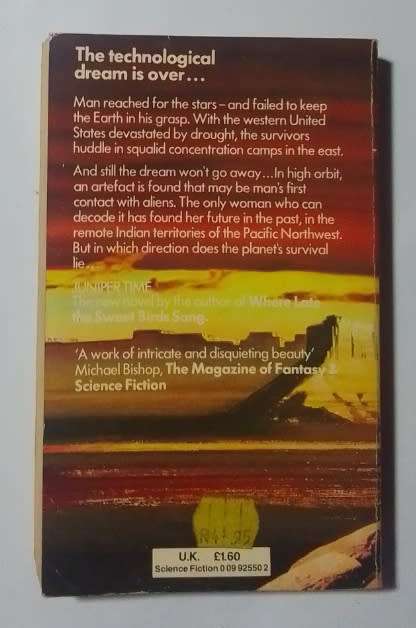 The technological
dream is over...
Man reached for the stars – and failed to keep
the Earth in his grasp. With the western United
States devastated by drought, the survivors
huddle in squalid concentration camps in the east.
And still the dream won't go away...In high orbit,
an artefact is found that may be man's first
contact with aliens. The only woman who can
decode it has found her future in the past, in the
remote Indian territories of the Pacific Northwest.
But in which direction does the planet's survival
lie...
JUNIPER TIME
The new novel by the author of Where Late
the Sweet Birds Sang.
'A work of intricate and disquieting beauty'
Michael Bishop, The Magazine of Fantasy &
Science Fiction
U.K. £1.60
Science Fiction 0 09 925550 2